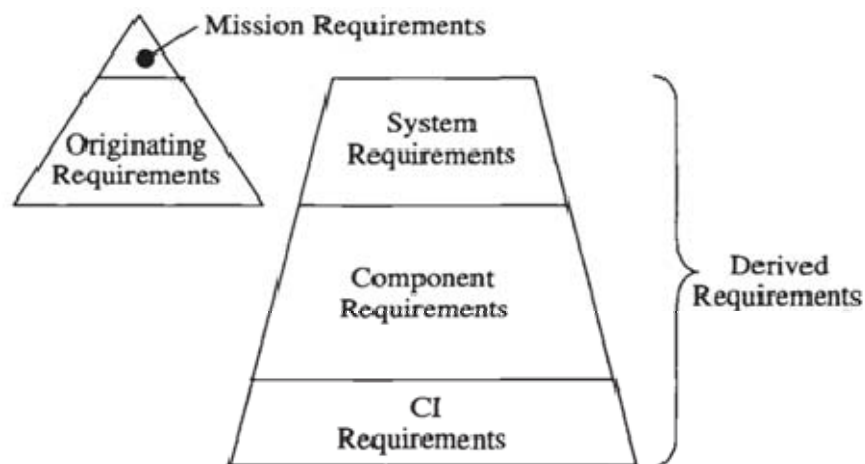 Mission Requirements
Originating
Requirements
System
Requirements
Component
Requirements
CI
Requirements
Derived
Requirements